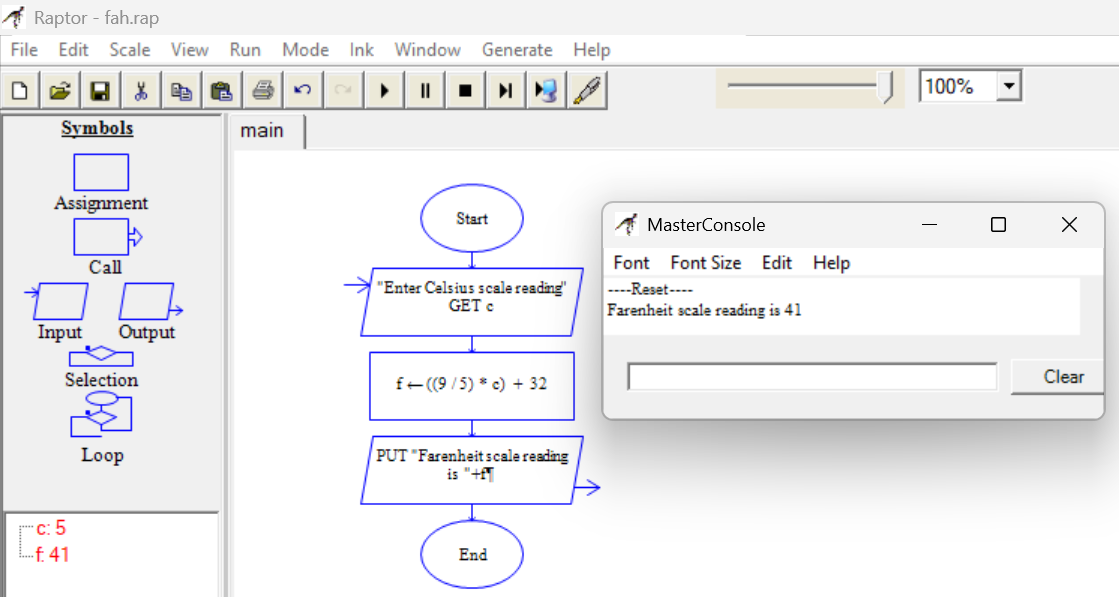 Raptor - fah.rap
File Edit Scale View Run Mode Ink Window Generate Help
100%
Symbols
Assignment
Call
Input Output
Selection
Loop
c: 5
f: 41
main
Start
"Enter Celsius scale reading"
GET c
f ← ((9 / 5) * c) + 32
PUT "Farenheit scale reading
is "+f¶
End
MasterConsole
Font Font Size Edit Help
----Reset----
Farenheit scale reading is 41
Clear